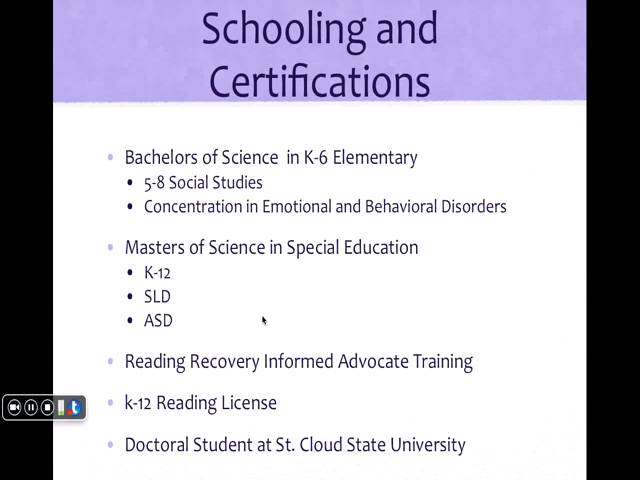 Schooling and
Certifications
Bachelors of Science in K-6 Elementary
5-8 Social Studies
Concentration in Emotional and Behavioral Disorders
Masters of Science in Special Education
K-12
SLD
ASD
Reading Recovery Informed Advocate Training
k-12 Reading License
Doctoral Student at St. Cloud State University